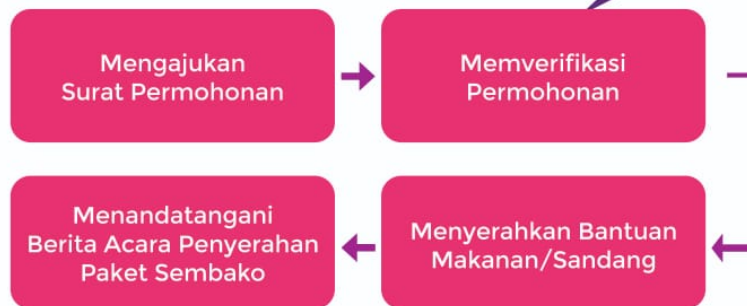 Mengajukan
Surat Permohonan
Memverifikasi
Permohonan
Menyerahkan Bantuan
Makanan/Sandang
Menandatangani
Berita Acara Penyerahan
Paket Sembako